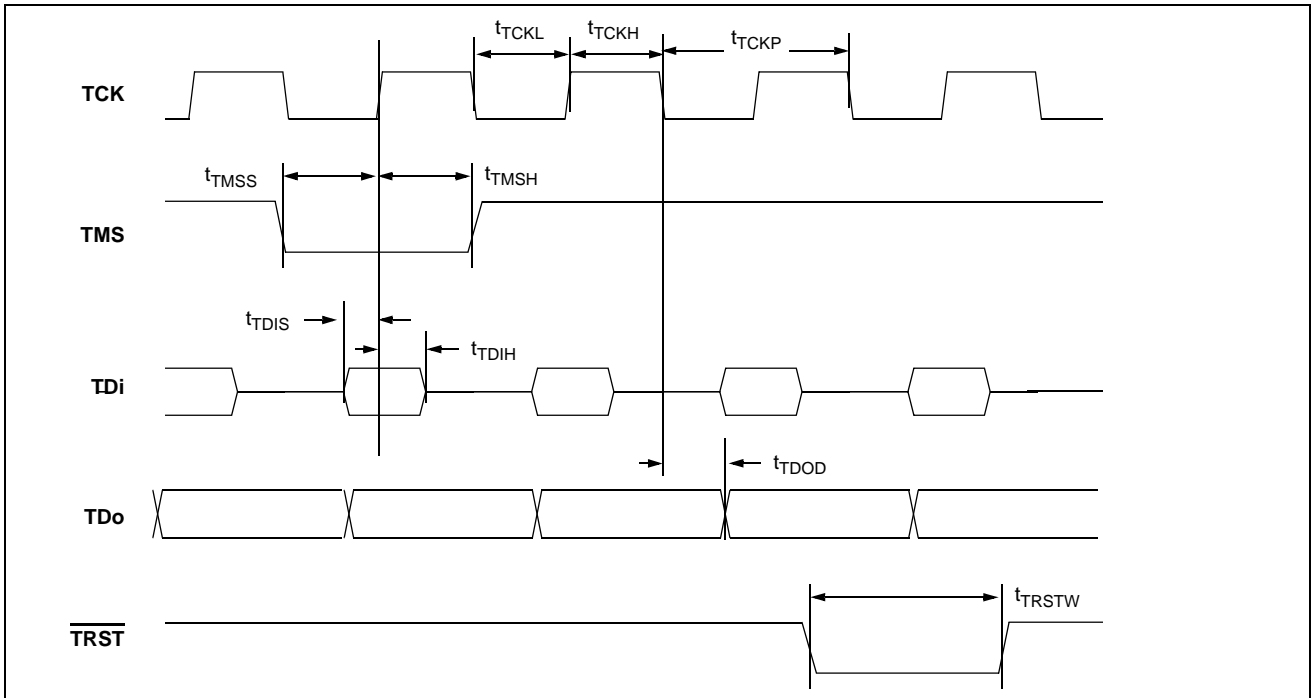 tTCKL tTCKH tTCKP
TCK
tTMSS tTMSH
TMS
tTDIS
tTDIH
TDi
tTDOD
TDo
tTRSTW
TRST